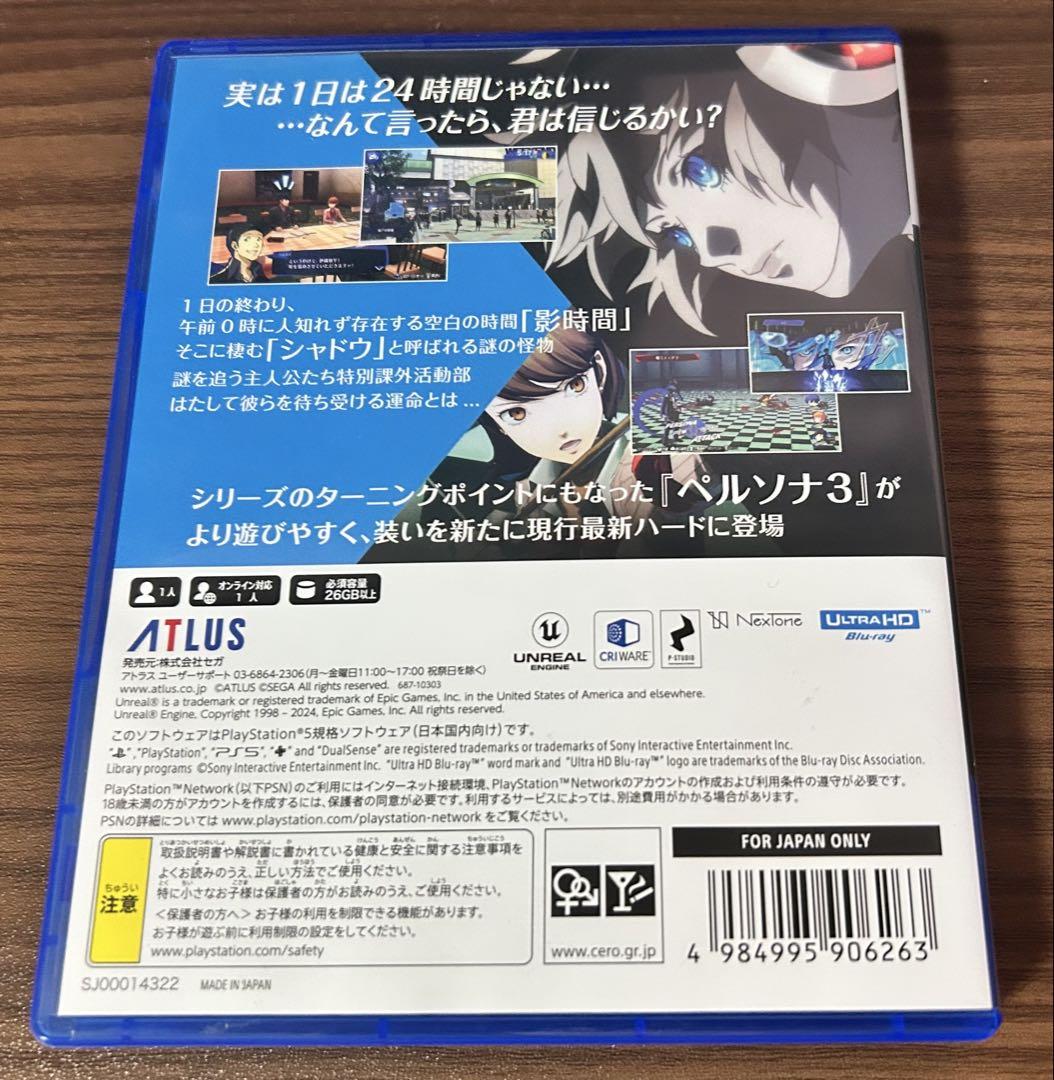 実は1日は24時間じゃない…
…なんて言ったら、君は信じるかい?
1日の終わり、
午前0時に人知れず存在する空白の時間「影時間」
そこに棲む「シャドウ」と呼ばれる謎の怪物
謎を追う主人公たち特別課外活動部
はたして彼らを待ち受ける運命とは…
PERSONA
ATTACK
シリーズのターニングポイントにもなった『ペルソナ3』が
より遊びやすく、装いを新たに現行最新ハードに登場
1人
オンライン対応
1人
必須容量
26GB以上
ATLUS
UNREAL
ENGINE
CRIWARE
P-STUDIO
NexTone
ULTRA HD
Blu-ray™
発売元:株式会社セガ
アトラス ユーザーサポート 03-6864-2306(月〜金曜日11:00〜17:00 祝祭日を除く)
www.atlus.co.jp ©ATLUS ©SEGA All rights reserved. 687-10303
Unreal® is a trademark or registered trademark of Epic Games, Inc. in the United States of America and elsewhere.
Unreal® Engine, Copyright 1998 – 2024, Epic Games, Inc. All rights reserved.
このソフトウェアはPlayStation®5規格ソフトウェア(日本国内向け)です。
"PlayStation", "PS5", and "DualSense" are registered trademarks or trademarks of Sony Interactive Entertainment Inc.
Library programs ©Sony Interactive Entertainment Inc. "Ultra HD Blu-ray™" word mark and "Ultra HD Blu-ray™" logo are trademarks of the Blu-ray Disc Association.
PlayStation™Network(以下PSN)のご利用にはインターネット接続環境、PlayStation™Networkのアカウントの作成および利用条件の遵守が必要です。
18歳未満の方がアカウントを作成するには、保護者の同意が必要です。利用するサービスによっては、別途費用がかかる場合があります。
PSNの詳細については www.playstation.com/playstation-network をご覧ください。
ちゅうい
注意
取扱説明書や解説書に書かれている健康と安全に関する注意事項を
よくお読みのうえ、正しい方法でご使用ください。
特に小さなお子様は保護者の方がお読みのうえ、ご使用ください。
<保護者の方へ> お子様の利用を制限できる機能があります。
お子様が遊ぶ前に利用制限の設定をしてください。
www.playstation.com/safety
www.cero.gr.jp
FOR JAPAN ONLY
4 984995 906263
SJ00014322 MADE IN JAPAN